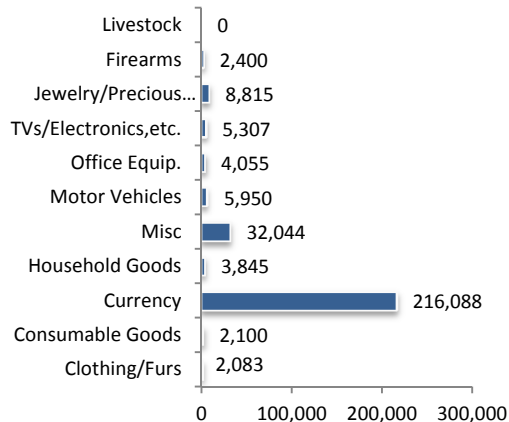 Livestock 0
Firearms 2,400
Jewelry/Precious... 8,815
TVs/Electronics,etc. 5,307
Office Equip. 4,055
Motor Vehicles 5,950
Misc 32,044
Household Goods 3,845
Currency 216,088
Consumable Goods 2,100
Clothing/Furs 2,083
0 100,000 200,000 300,000